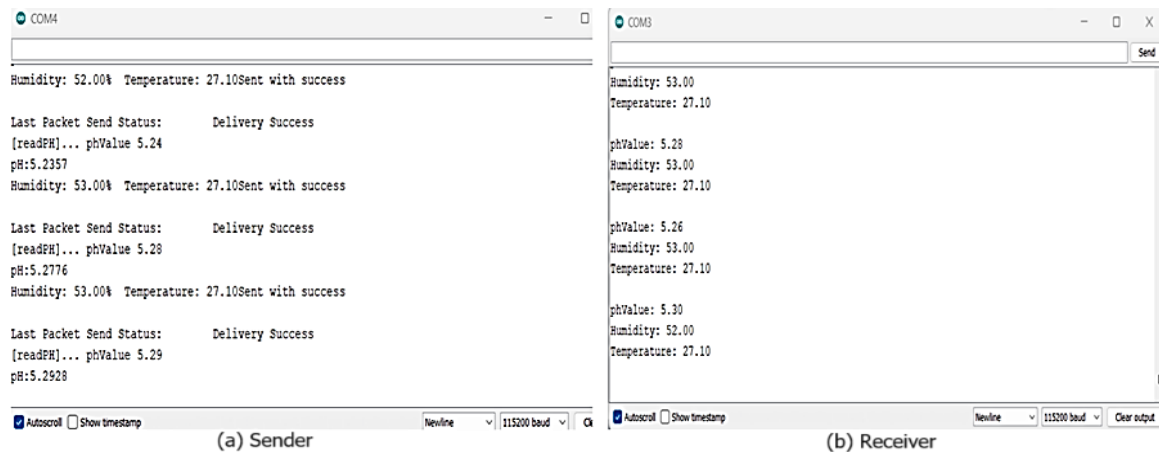 COM4
Humidity: 52.00%  Temperature: 27.10Sent with success
Last Packet Send Status:        Delivery Success
[readPH]... phValue 5.24
pH:5.2357
Humidity: 53.00%  Temperature: 27.10Sent with success
Last Packet Send Status:        Delivery Success
[readPH]... phValue 5.28
pH:5.2776
Humidity: 53.00%  Temperature: 27.10Sent with success
Last Packet Send Status:        Delivery Success
[readPH]... phValue 5.29
pH:5.2928
Autoscroll Show timestamp Newline 115200 baud
(a) Sender
COM3
Send
Humidity: 53.00
Temperature: 27.10
phValue: 5.28
Humidity: 53.00
Temperature: 27.10
phValue: 5.26
Humidity: 53.00
Temperature: 27.10
phValue: 5.30
Humidity: 52.00
Temperature: 27.10
Autoscroll Show timestamp Newline 115200 baud Clear output
(b) Receiver